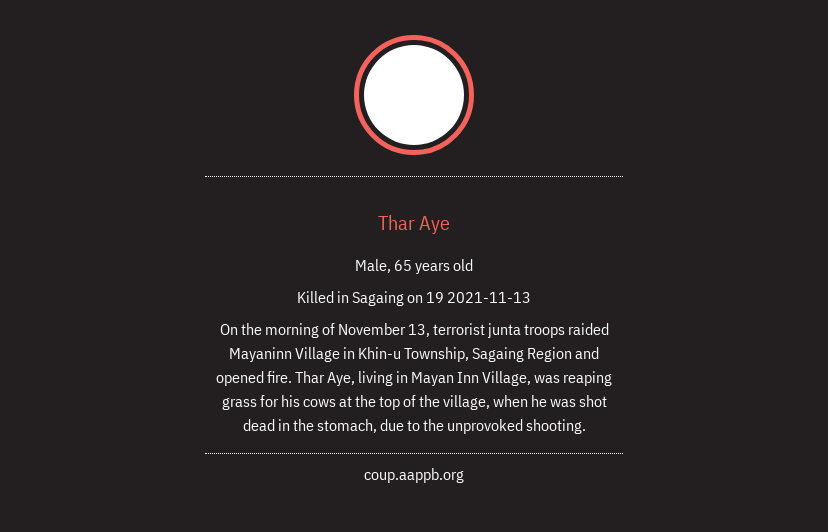 Thar Aye
Male, 65 years old
Killed in Sagaing on 19 2021-11-13
On the morning of November 13, terrorist junta troops raided
Mayaninn Village in Khin-u Township, Sagaing Region and
opened fire. Thar Aye, living in Mayan Inn Village, was reaping
grass for his cows at the top of the village, when he was shot
dead in the stomach, due to the unprovoked shooting.
coup.aappb.org